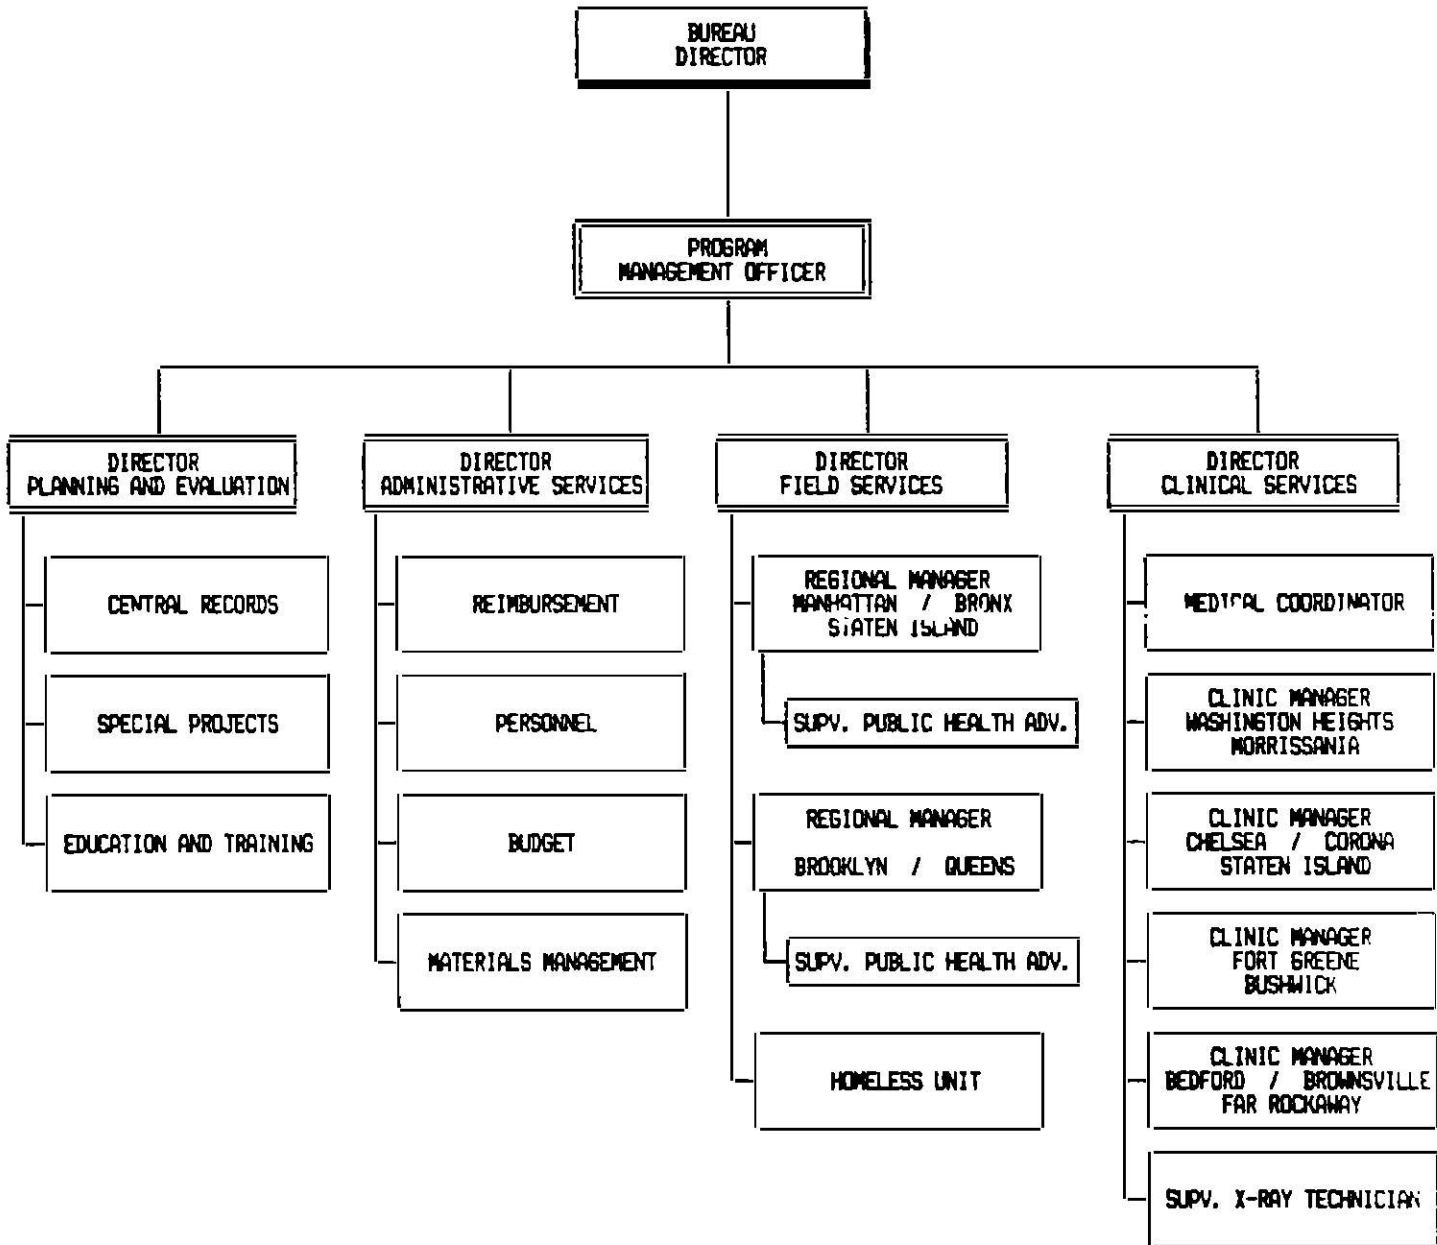 BUREAU
DIRECTOR
PROGRAM
MANAGEMENT OFFICER
DIRECTOR
PLANNING AND EVALUATION
CENTRAL RECORDS
SPECIAL PROJECTS
EDUCATION AND TRAINING
DIRECTOR
ADMINISTRATIVE SERVICES
REIMBURSEMENT
PERSONNEL
BUDGET
MATERIALS MANAGEMENT
DIRECTOR
FIELD SERVICES
REGIONAL MANAGER
MANHATTAN / BRONX
STATEN ISLAND
SUPV. PUBLIC HEALTH ADV.
REGIONAL MANAGER
BROOKLYN / QUEENS
SUPV. PUBLIC HEALTH ADV.
HOMELESS UNIT
DIRECTOR
CLINICAL SERVICES
MEDICAL COORDINATOR
CLINIC MANAGER
WASHINGTON HEIGHTS
MORRISSANIA
CLINIC MANAGER
CHELSEA / CORONA
STATEN ISLAND
CLINIC MANAGER
FORT GREENE
BUSHWICK
CLINIC MANAGER
BEDFORD / BROWNSVILLE
FAR ROCKAWAY
SUPV. X-RAY TECHNICIAN